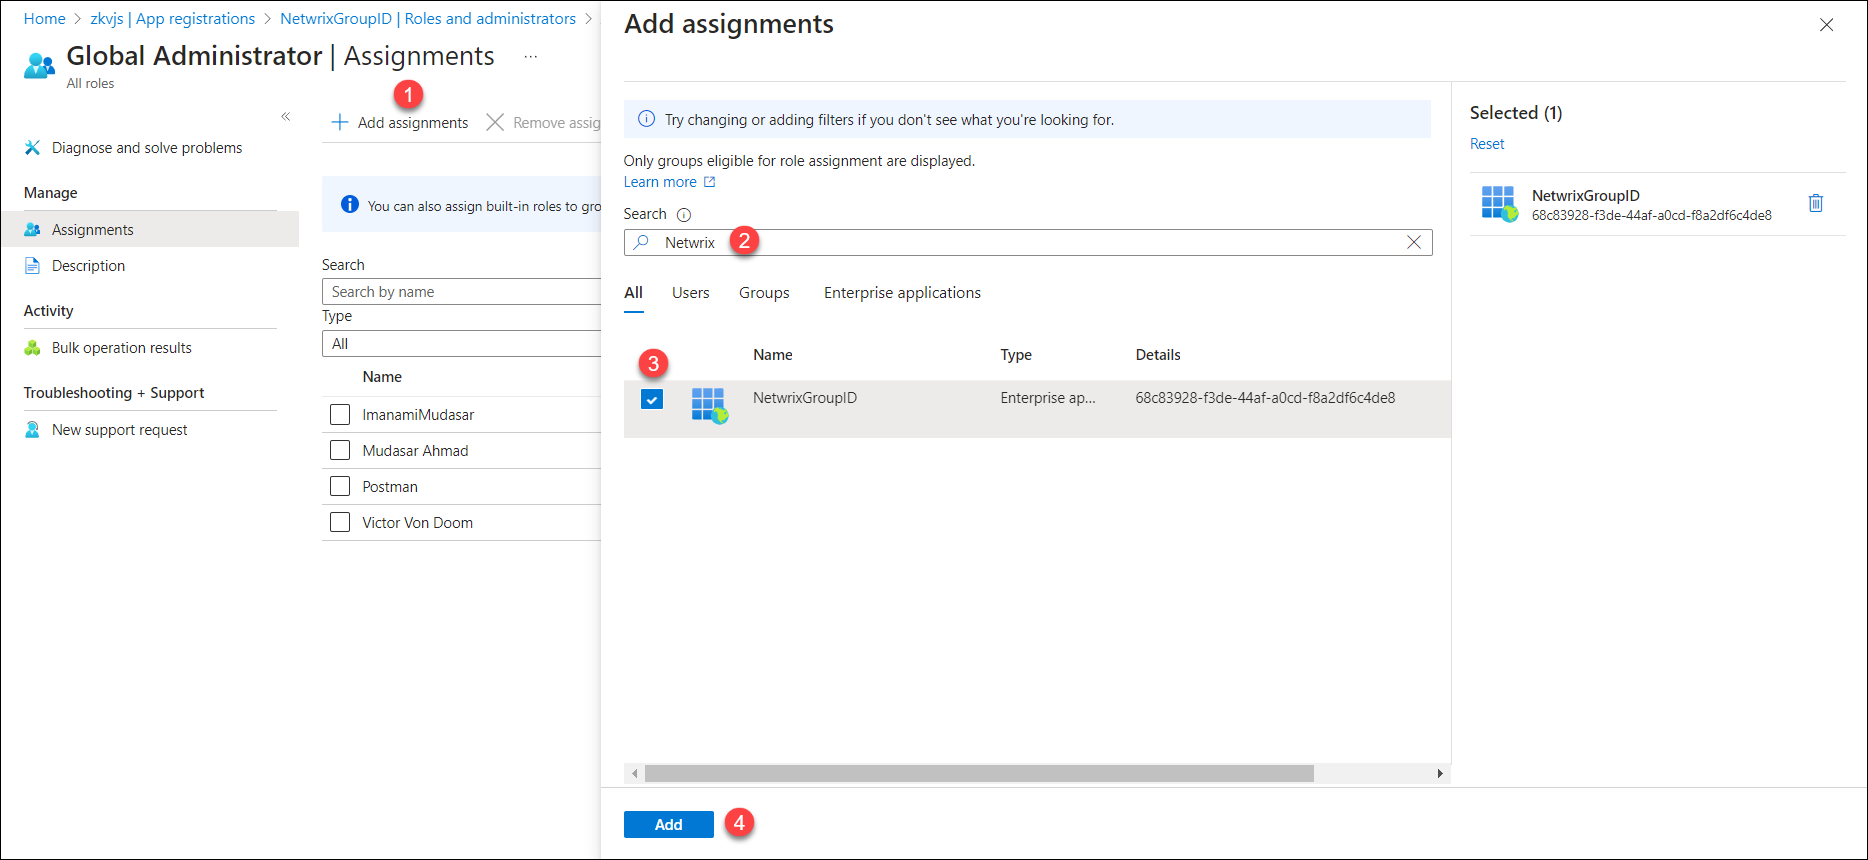 Home > zkvjs | App registrations > NetwrixGroupID | Roles and administrators >
Global Administrator | Assignments ...
All roles
«
1
+ Add assignments
Remove assig
Diagnose and solve problems
Manage
Assignments
Description
Activity
Bulk operation results
Troubleshooting + Support
New support request
You can also assign built-in roles to gro
Search
Search by name
Type
All
Name
ImanamiMudasar
Mudasar Ahmad
Postman
Victor Von Doom
Add assignments
Try changing or adding filters if you don't see what you're looking for.
Only groups eligible for role assignment are displayed.
Learn more
Search
Netwrix
2
All Users Groups Enterprise applications
3
Name Type Details
NetwrixGroupID Enterprise ap... 68c83928-f3de-44af-a0cd-f8a2df6c4de8
Add
4
Selected (1)
Reset
NetwrixGroupID
68c83928-f3de-44af-a0cd-f8a2df6c4de8